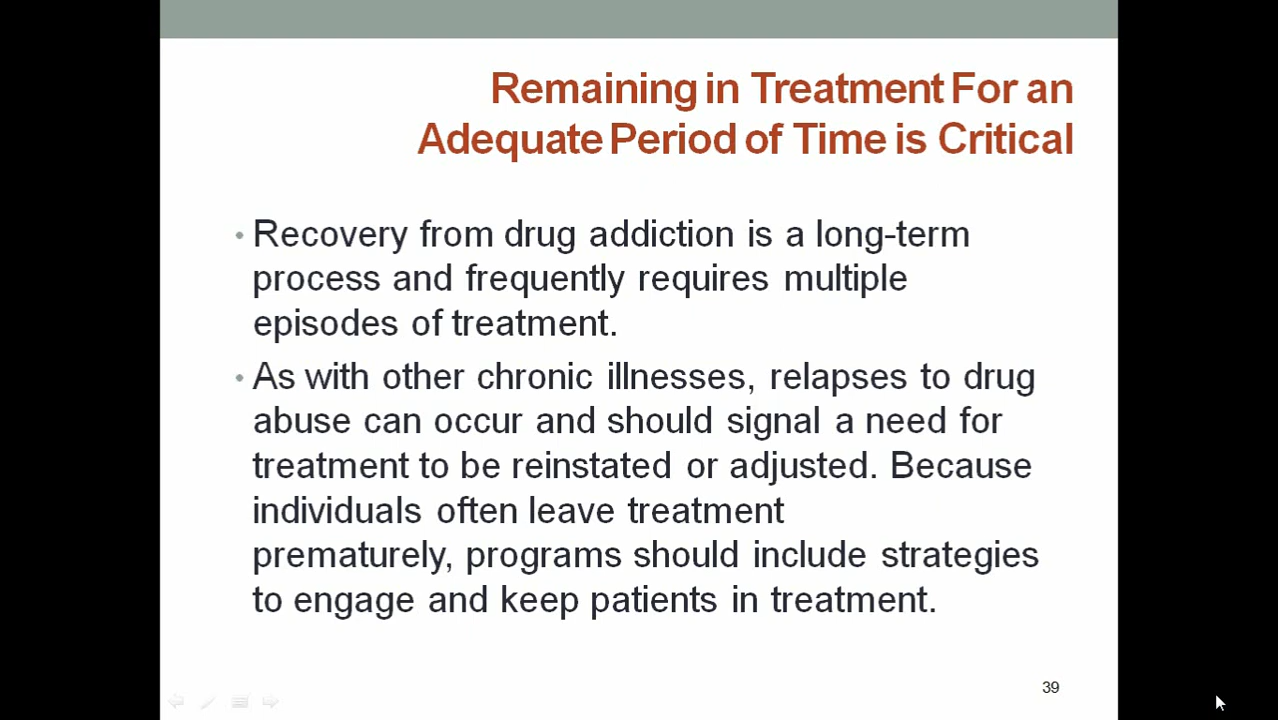 Remaining in Treatment For an
Adequate Period of Time is Critical
• Recovery from drug addiction is a long-term
process and frequently requires multiple
episodes of treatment.
• As with other chronic illnesses, relapses to drug
abuse can occur and should signal a need for
treatment to be reinstated or adjusted. Because
individuals often leave treatment
prematurely, programs should include strategies
to engage and keep patients in treatment.
39